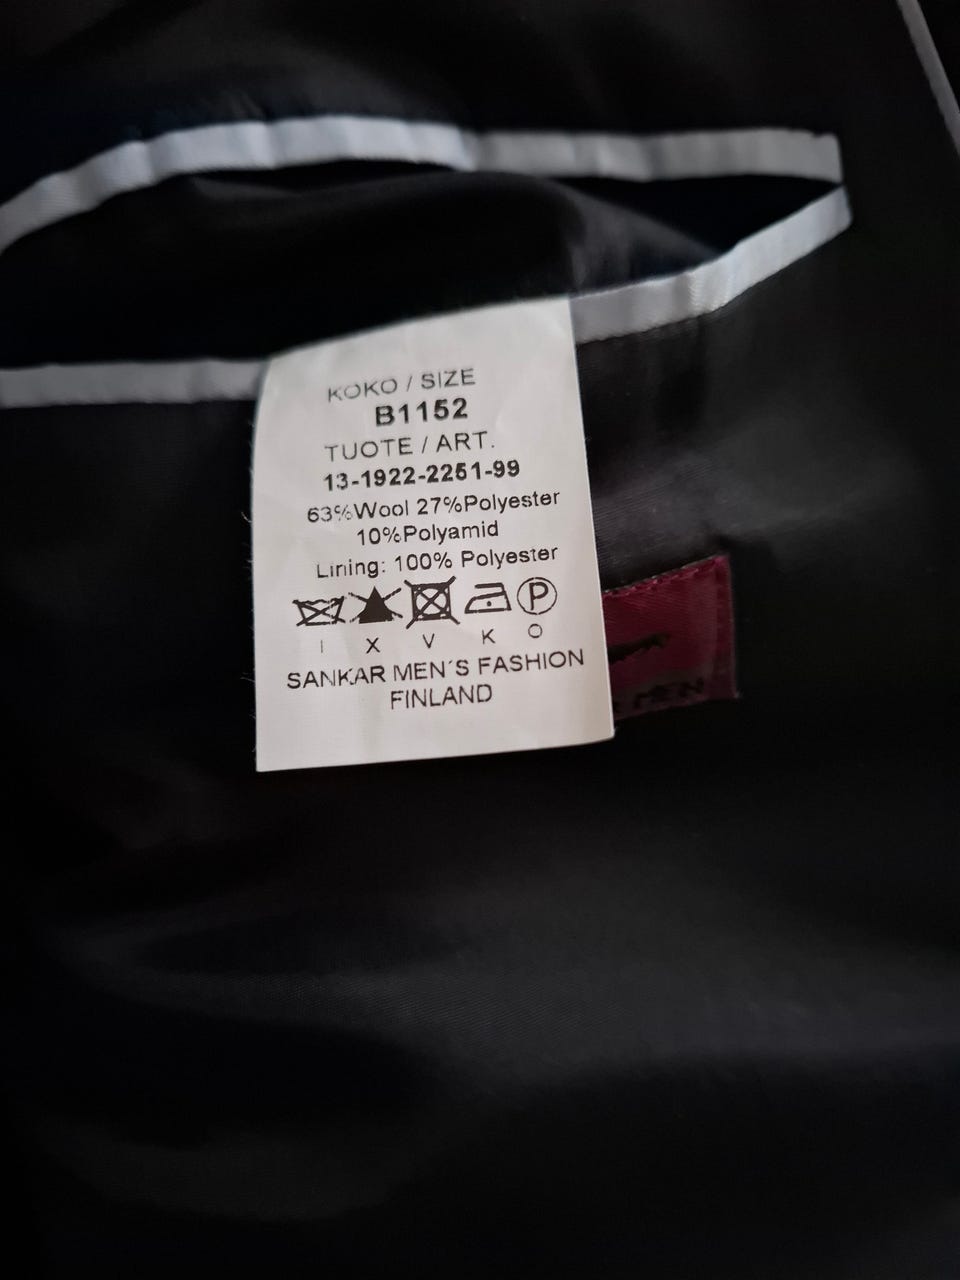 KOKO / SIZE
B1152
TUOTE / ART.
13-1922-2251-99
63%Wool 27%Polyester
10%Polyamid
Lining: 100% Polyester
P
I X V K O
SANKAR MEN´S FASHION
FINLAND
MEN